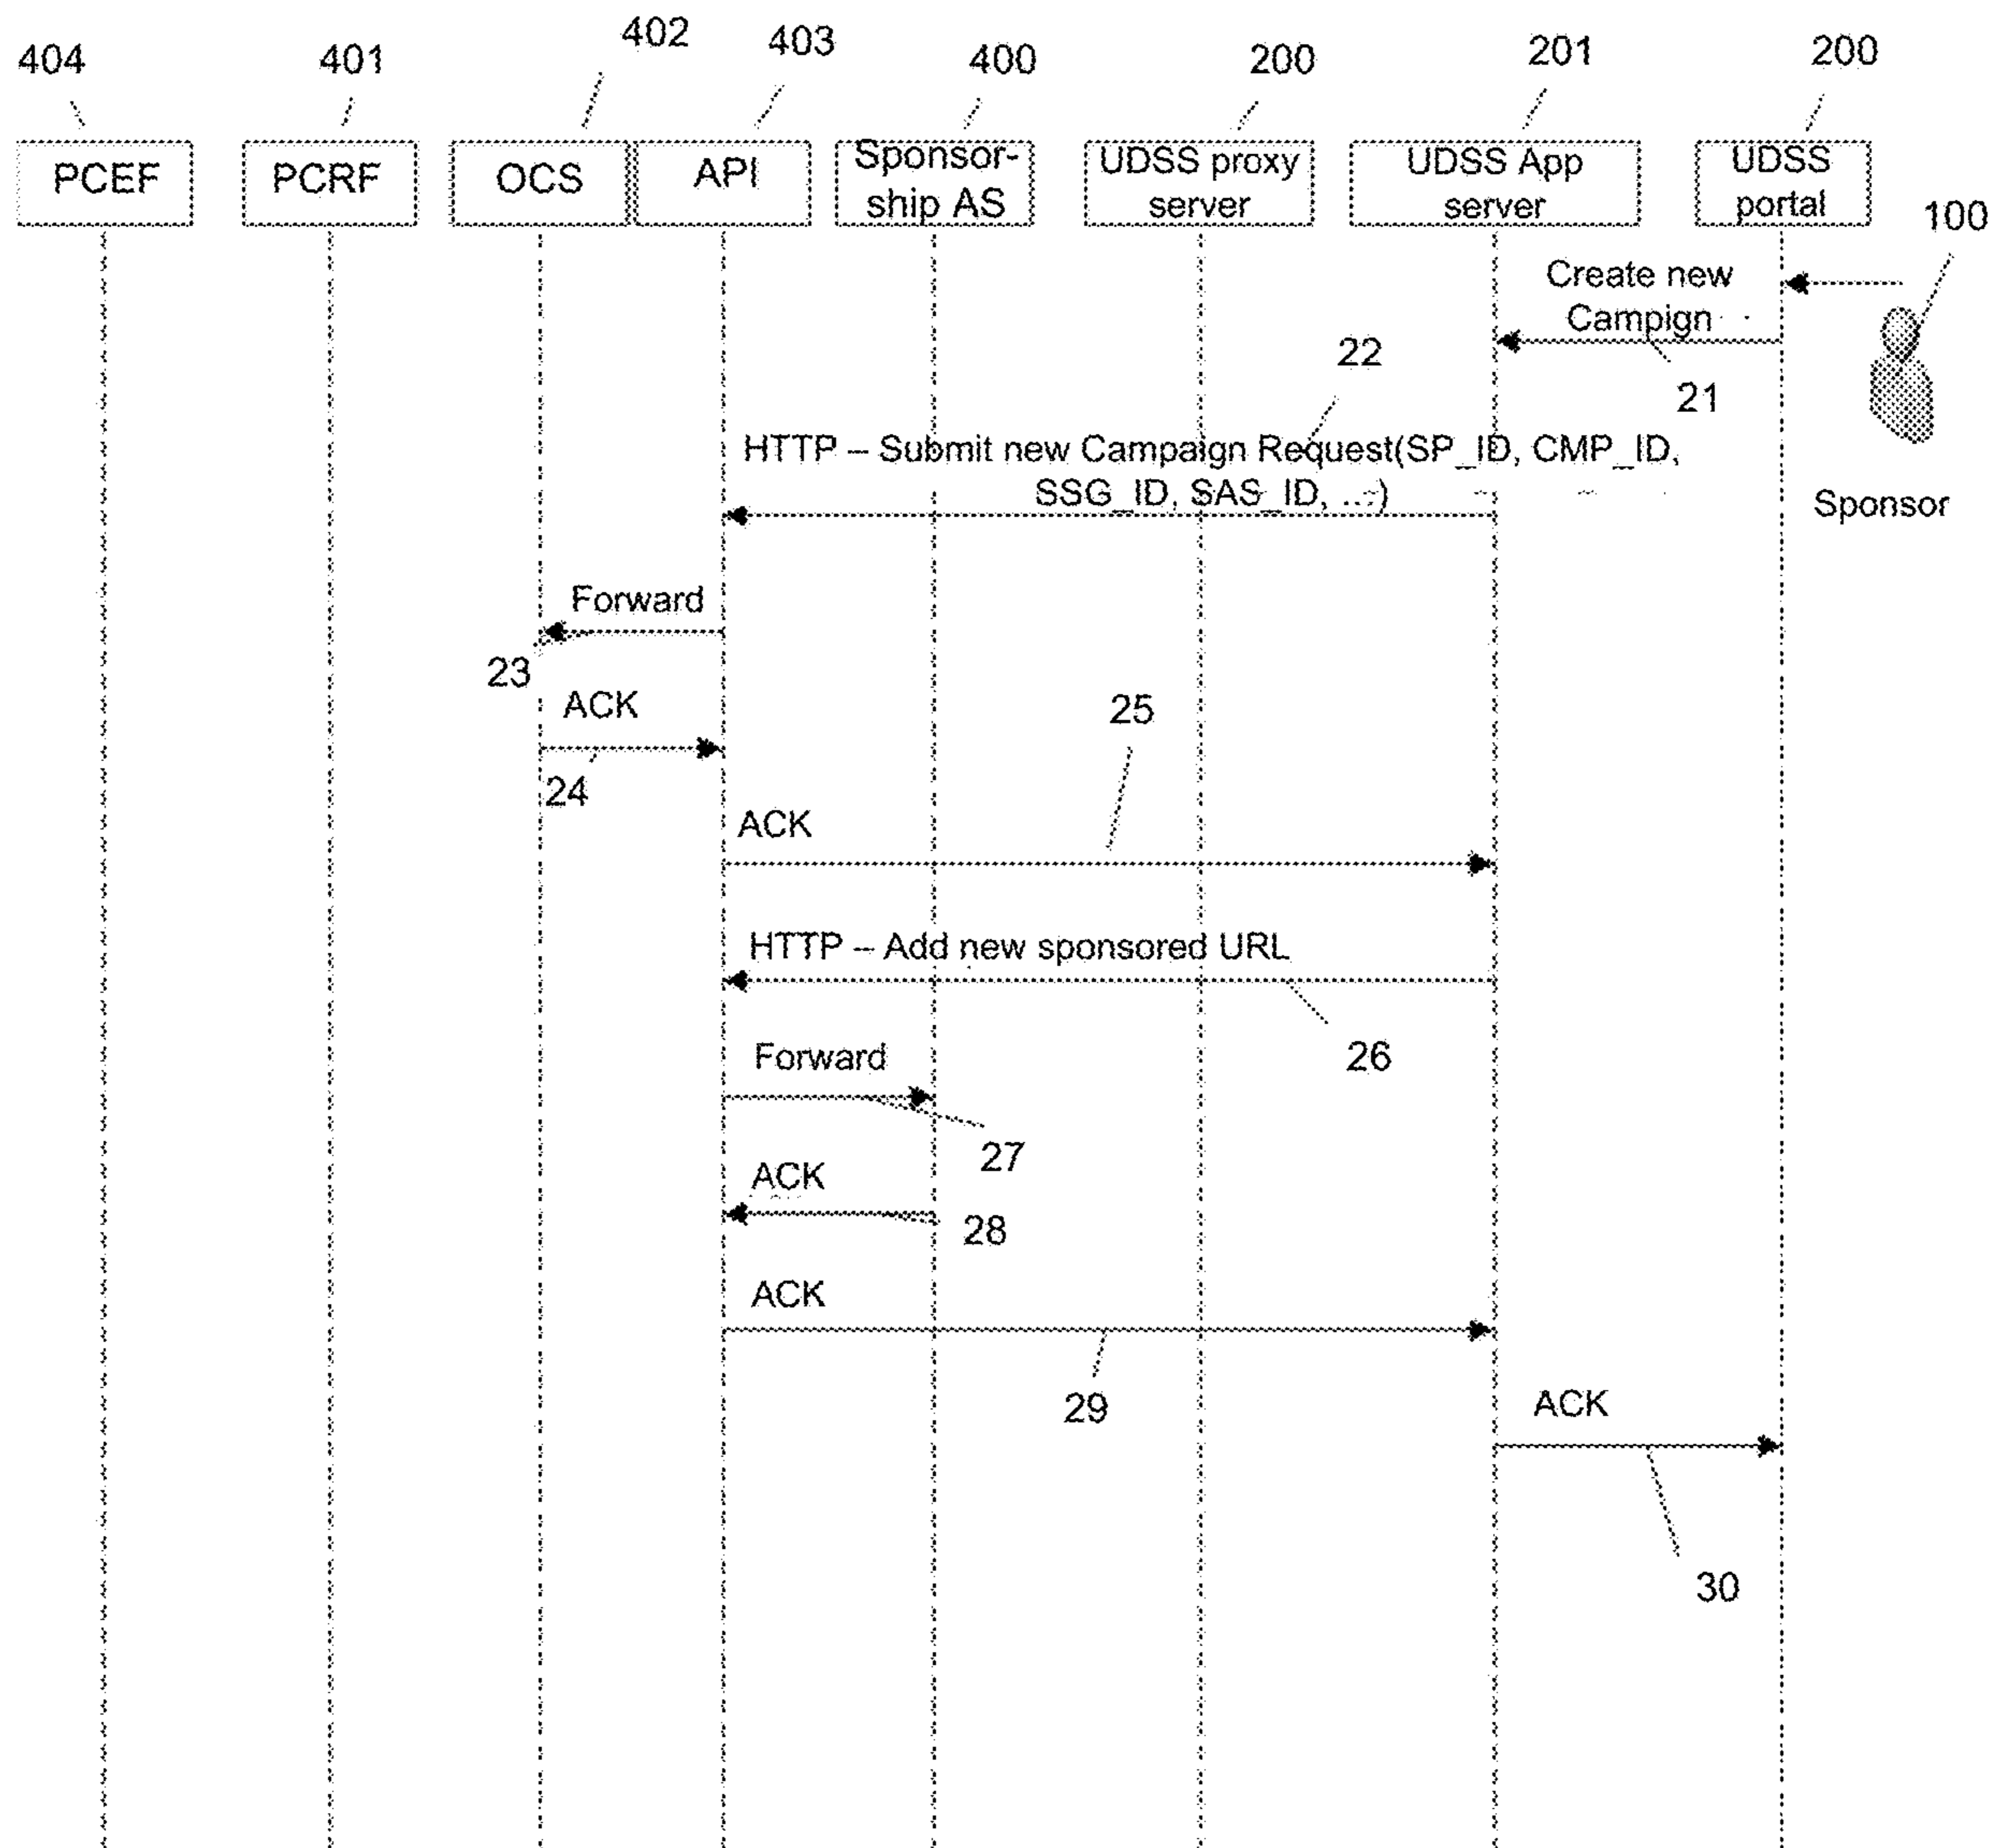 404
401
402
403
400
200
201
200
PCEF
PCRF
OCS
API
Sponsor-
ship AS
UDSS proxy
server
UDSS App
server
UDSS
portal
100
Create new
Campign
21
Sponsor
22
HTTP – Submit new Campaign Request(SP_ID, CMP_ID,
SSG_ID, SAS_ID, ...)
Forward
23
ACK
24
25
ACK
HTTP – Add new sponsored URL
26
Forward
27
ACK
28
ACK
29
ACK
30